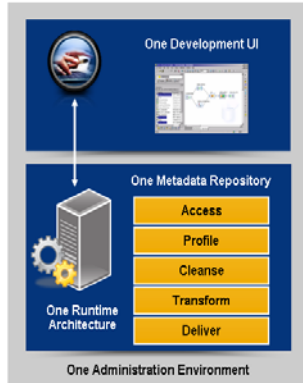 One Development UI
One Metadata Repository
Access
Profile
Cleanse
Transform
Deliver
One Runtime
Architecture
One Administration Environment